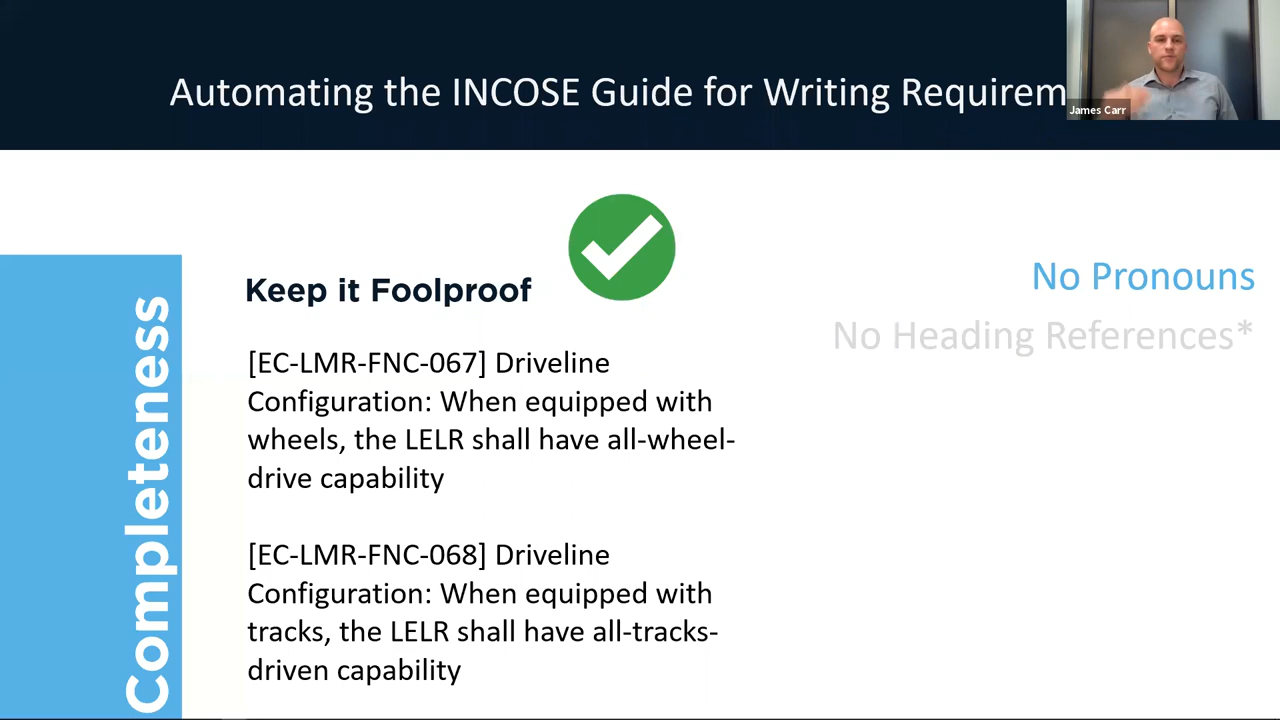 Automating the INCOSE Guide for Writing Requirem
James Carr
Completeness
Keep it Foolproof
[EC-LMR-FNC-067] Driveline
Configuration: When equipped with
wheels, the LELR shall have all-wheel-
drive capability
[EC-LMR-FNC-068] Driveline
Configuration: When equipped with
tracks, the LELR shall have all-tracks-
driven capability
No Pronouns
No Heading References*